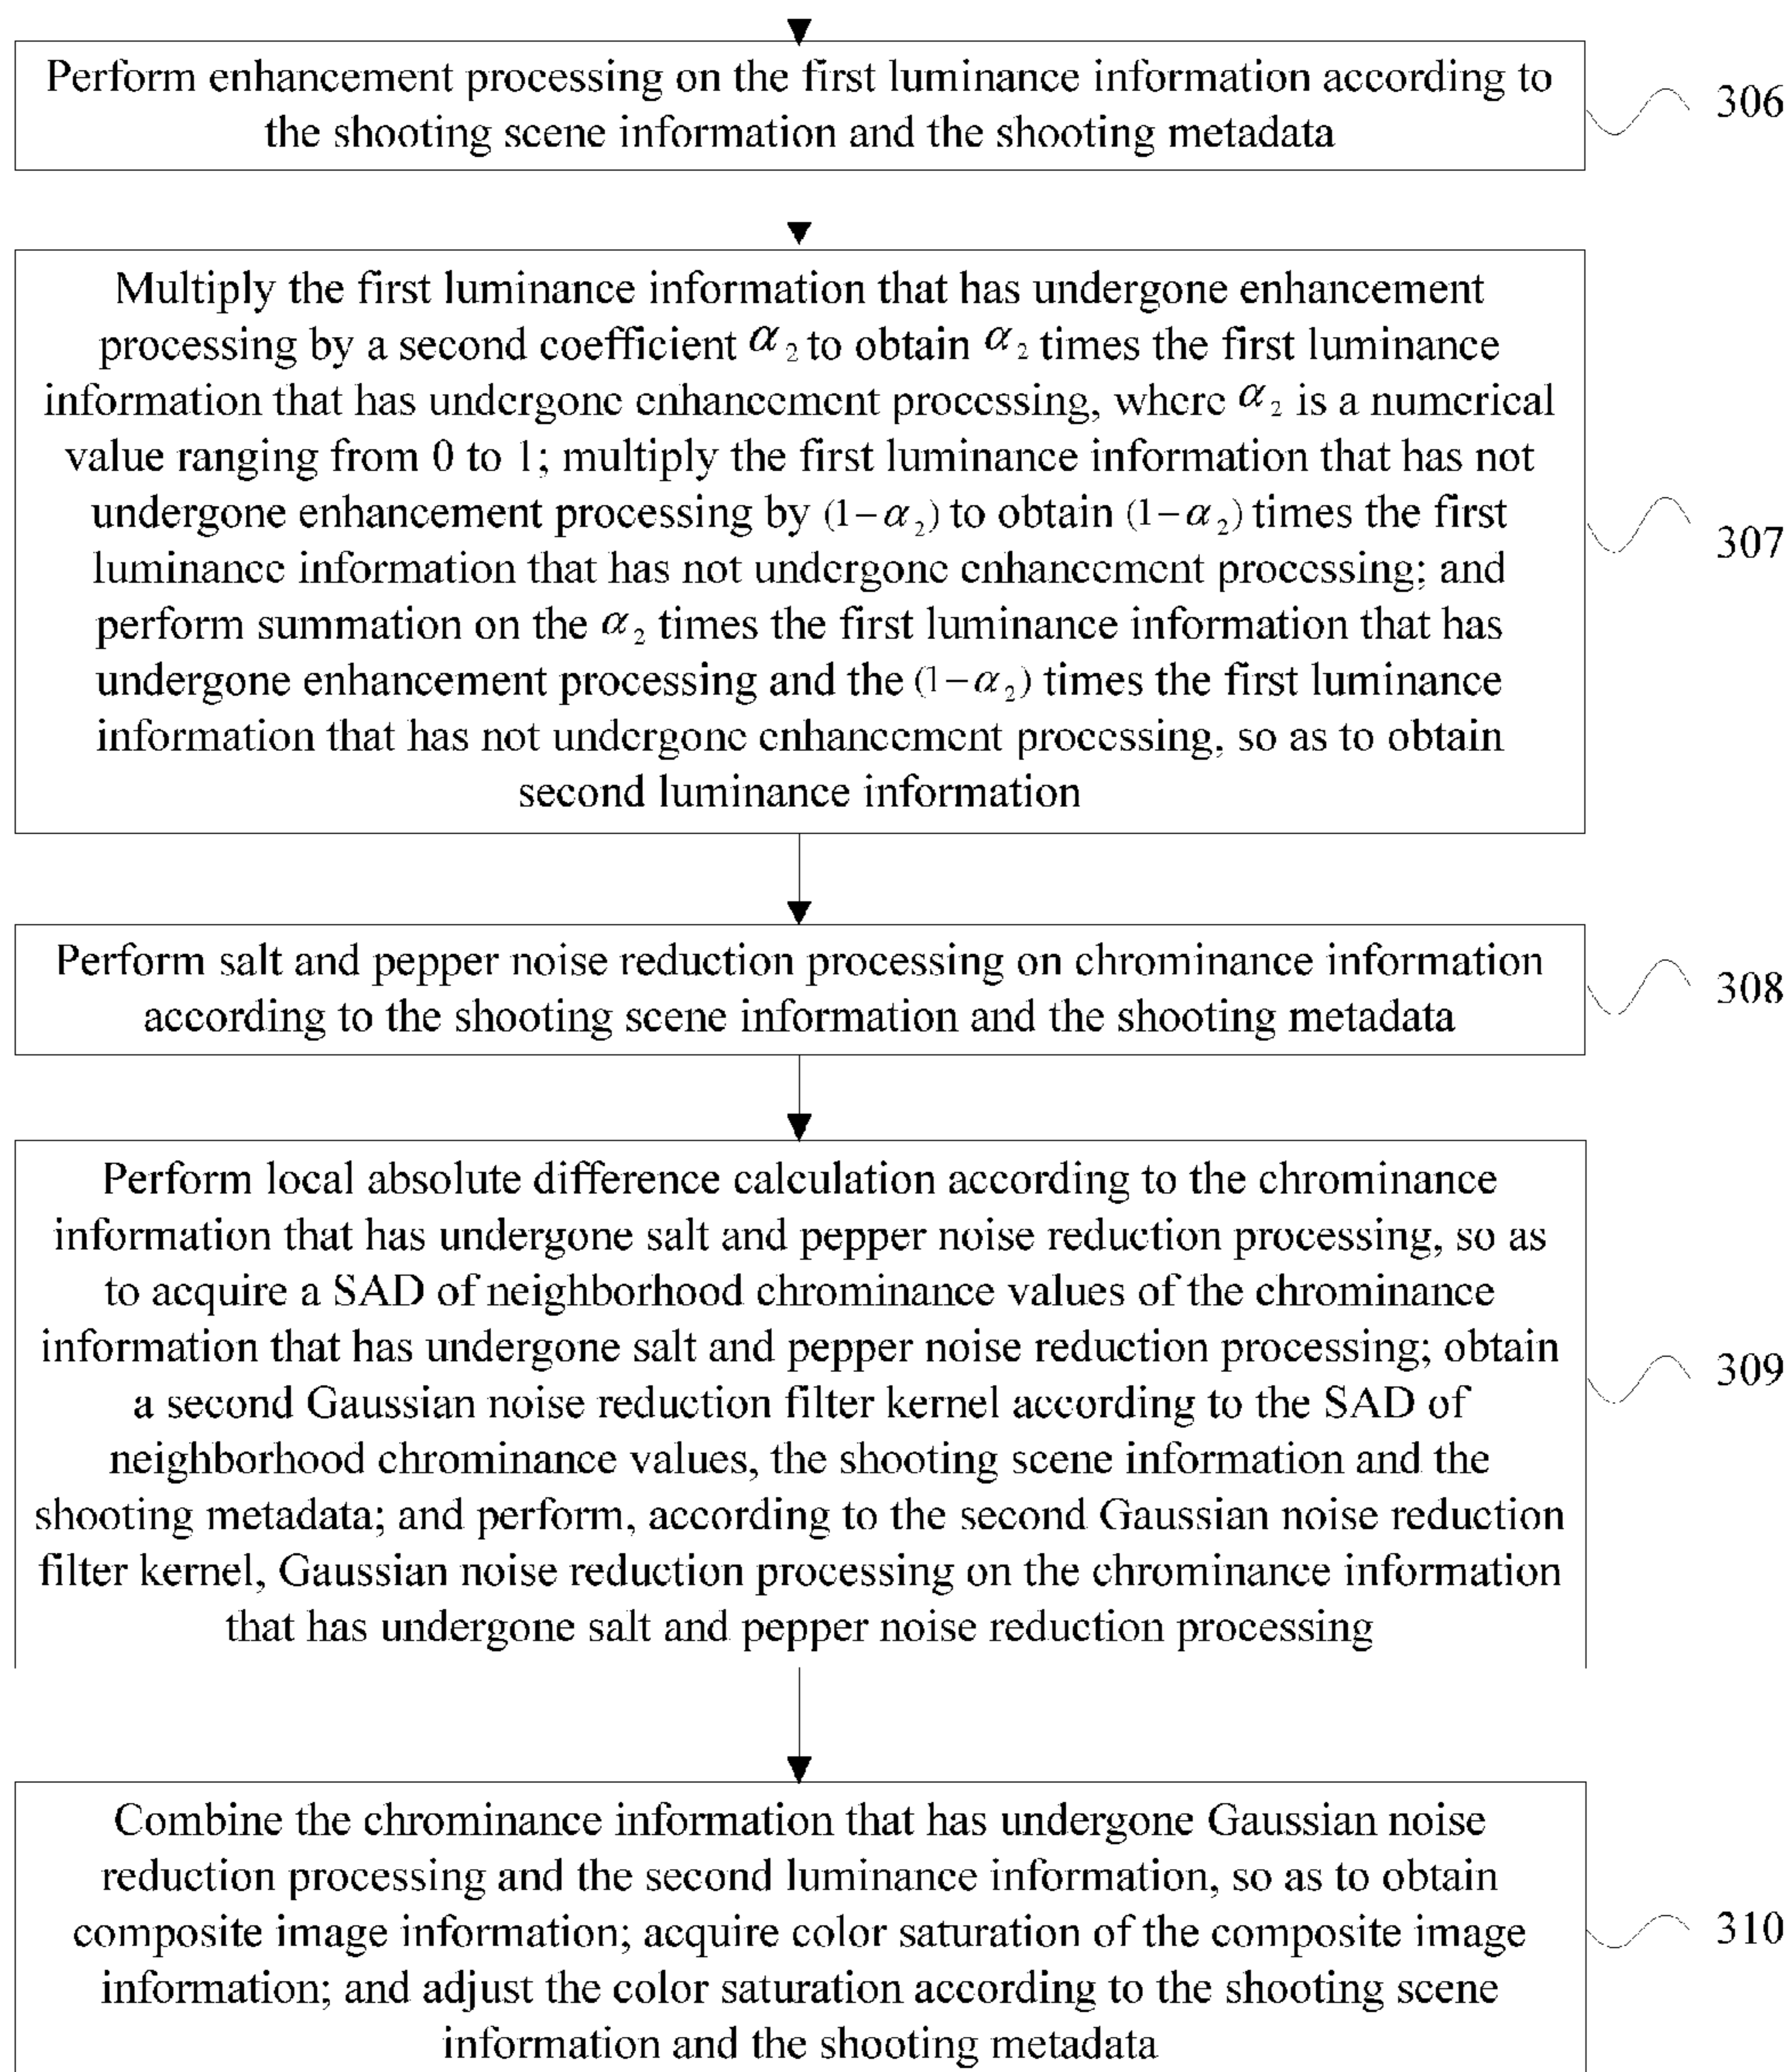 Perform enhancement processing on the first luminance information according to
the shooting scene information and the shooting metadata
306
Multiply the first luminance information that has undergone enhancement
processing by a second coefficient α₂ to obtain α₂ times the first luminance
information that has undergone enhancement processing, where α₂ is a numerical
value ranging from 0 to 1; multiply the first luminance information that has not
undergone enhancement processing by (1−α₂) to obtain (1−α₂) times the first
luminance information that has not undergone enhancement processing; and
perform summation on the α₂ times the first luminance information that has
undergone enhancement processing and the (1−α₂) times the first luminance
information that has not undergone enhancement processing, so as to obtain
second luminance information
307
Perform salt and pepper noise reduction processing on chrominance information
according to the shooting scene information and the shooting metadata
308
Perform local absolute difference calculation according to the chrominance
information that has undergone salt and pepper noise reduction processing, so as
to acquire a SAD of neighborhood chrominance values of the chrominance
information that has undergone salt and pepper noise reduction processing; obtain
a second Gaussian noise reduction filter kernel according to the SAD of
neighborhood chrominance values, the shooting scene information and the
shooting metadata; and perform, according to the second Gaussian noise reduction
filter kernel, Gaussian noise reduction processing on the chrominance information
that has undergone salt and pepper noise reduction processing
309
Combine the chrominance information that has undergone Gaussian noise
reduction processing and the second luminance information, so as to obtain
composite image information; acquire color saturation of the composite image
information; and adjust the color saturation according to the shooting scene
information and the shooting metadata
310